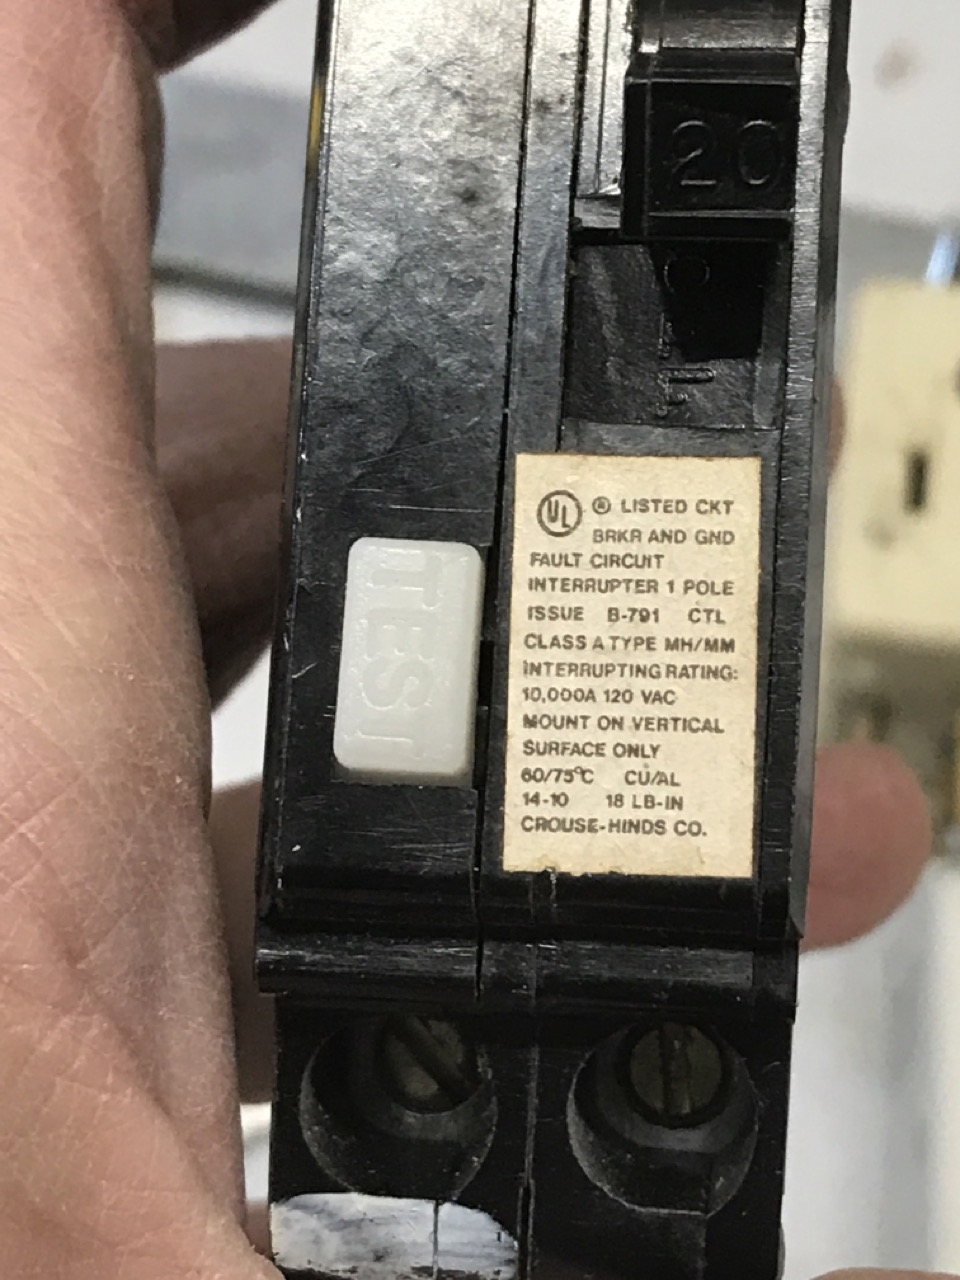 20
OFF
UL ® LISTED CKT
BRKR AND GND
FAULT CIRCUIT
INTERRUPTER 1 POLE
ISSUE B-791 CTL
CLASS A TYPE MH/MM
INTERRUPTING RATING:
10,000A 120 VAC
MOUNT ON VERTICAL
SURFACE ONLY
60/75°C CU/AL
14-10 18 LB-IN
CROUSE-HINDS CO.
TEST